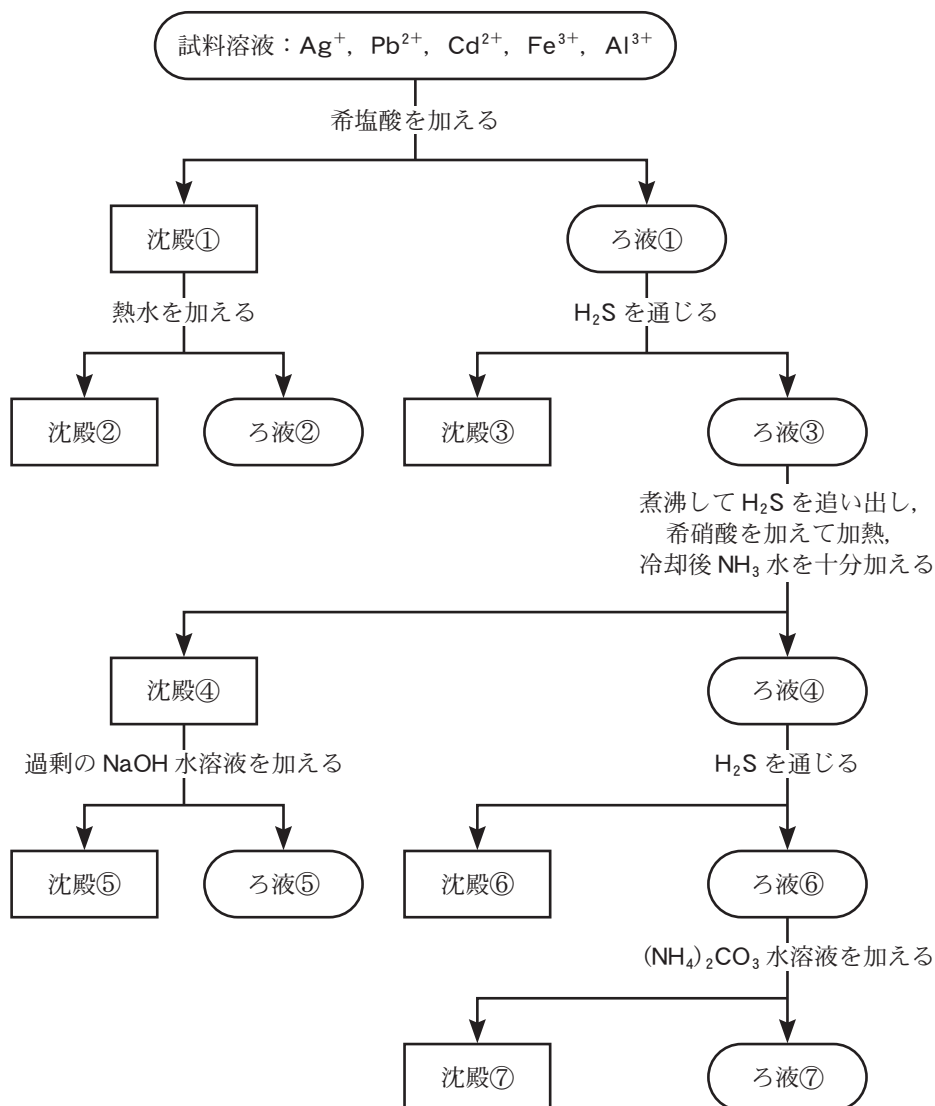 試料溶液：Ag⁺, Pb²⁺, Cd²⁺, Fe³⁺, Al³⁺
希塩酸を加える
沈殿①
ろ液①
熱水を加える
H₂S を通じる
沈殿②
ろ液②
沈殿③
ろ液③
煮沸して H₂S を追い出し,
希硝酸を加えて加熱,
冷却後 NH₃ 水を十分加える
沈殿④
ろ液④
過剰の NaOH 水溶液を加える
H₂S を通じる
沈殿⑤
ろ液⑤
沈殿⑥
ろ液⑥
(NH₄)₂CO₃ 水溶液を加える
沈殿⑦
ろ液⑦